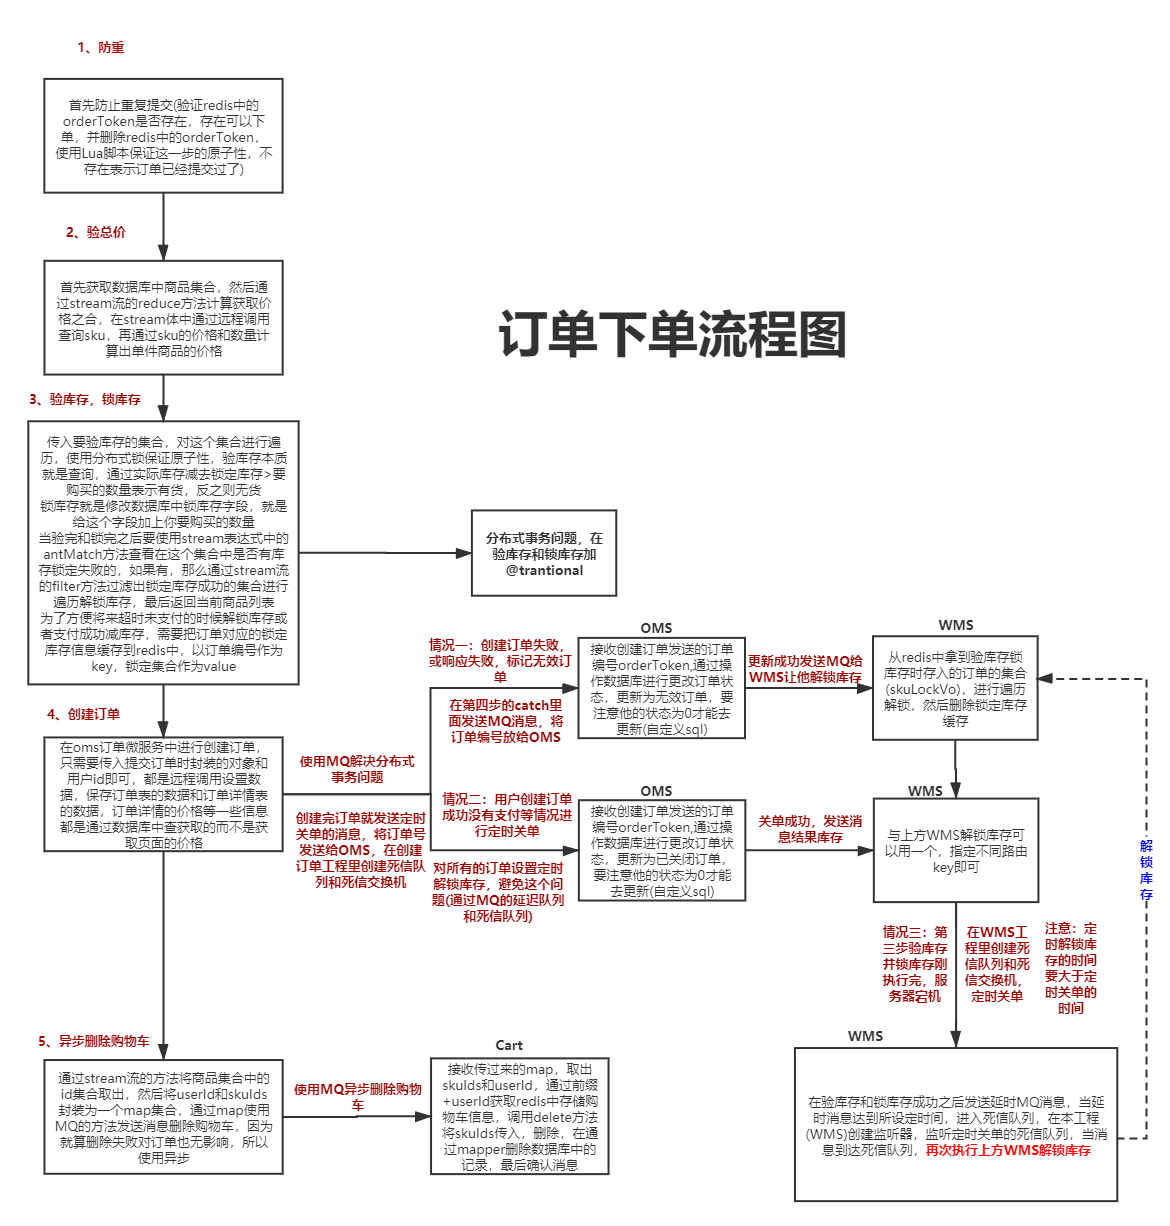 1、防重
首先防止重复提交(验证redis中的
orderToken是否存在，存在可以下
单，并删除redis中的orderToken，
使用Lua脚本保证这一步的原子性，不
存在表示订单已经提交过了)
2、验总价
首先获取数据库中商品集合，然后通
过stream流的reduce方法计算获取价
格之合，在stream体中通过远程调用
查询sku，再通过sku的价格和数量计
算出单件商品的价格
订单下单流程图
3、验库存，锁库存
传入要验库存的集合，对这个集合进行遍
历，使用分布式锁保证原子性，验库存本质
就是查询，通过实际库存减去锁定库存>要
购买的数量表示有货，反之则无货
锁库存就是修改数据库中锁库存字段，就是
给这个字段加上你要购买的数量
当验完和锁完之后要使用stream表达式中的
antMatch方法查看在这个集合中是否有库
存锁定失败的，如果有，那么通过stream流
的filter方法过滤出锁定库存成功的集合进行
遍历解锁库存，最后返回当前商品列表
为了方便将来超时未支付的时候解锁库存或
者支付成功减库存，需要把订单对应的锁定
库存信息缓存到redis中，以订单编号作为
key，锁定集合作为value
分布式事务问题，在
验库存和锁库存加
@trantional
4、创建订单
在oms订单微服务中进行创建订单，
只需要传入提交订单时封装的对象和
用户id即可，都是远程调用设置数
据，保存订单表的数据和订单详情表
的数据，订单详情的价格等一些信息
都是通过数据库中查获取的而不是获
取页面的价格
使用MQ解决分布式
事务问题
创建完订单就发送定时
关单的消息，将订单号
发送给OMS，在创建
订单工程里创建死信队
列和死信交换机
情况一：创建订单失败，
或响应失败，标记无效订
单
在第四步的catch里
面发送MQ消息，将
订单编号放给OMS
OMS
接收创建订单发送的订单
编号orderToken,通过操
作数据库进行更改订单状
态，更新为无效订单，要
注意他的状态为0才能去
更新(自定义sql)
更新成功发送MQ给
WMS让他解锁库存
WMS
从redis中拿到验库存锁
库存时存入的订单的集合
(skuLockVo)，进行遍历
解锁，然后删除锁定库存
缓存
情况二：用户创建订单
成功没有支付等情况进
行定时关单
对所有的订单设置定时
解锁库存，避免这个问
题(通过MQ的延迟队列
和死信队列)
OMS
接收创建订单发送的订单
编号orderToken,通过操
作数据库进行更改订单状
态，更新为已关闭订单，
要注意他的状态为0才能
去更新(自定义sql)
关单成功，发送消
息结果库存
WMS
与上方WMS解锁库存可
以用一个，指定不同路由
key即可
解
锁
库
存
情况三：第
三步验库存
并锁库存刚
执行完，服
务器宕机
在WMS工
程里创建死
信队列和死
信交换机，
定时关单
注意：定
时解锁库
存的时间
要大于定
时关单的
时间
WMS
在验库存和锁库存成功之后发送延时MQ消息，当延
时消息达到所设定时间，进入死信队列，在本工程
(WMS)创建监听器，监听定时关单的死信队列，当消
息到达死信队列，再次执行上方WMS解锁库存
5、异步删除购物车
通过stream流的方法将商品集合中的
id集合取出，然后将userId和skuIds
封装为一个map集合，通过map使用
MQ的方法发送消息删除购物车，因为
就算删除失败对订单也无影响，所以
使用异步
使用MQ异步删除购物
车
Cart
接收传过来的map，取出
skuIds和userId，通过前缀
+userId获取redis中存储购
物车信息，调用delete方法
将skuIds传入，删除，在通
过mapper删除数据库中的
记录，最后确认消息